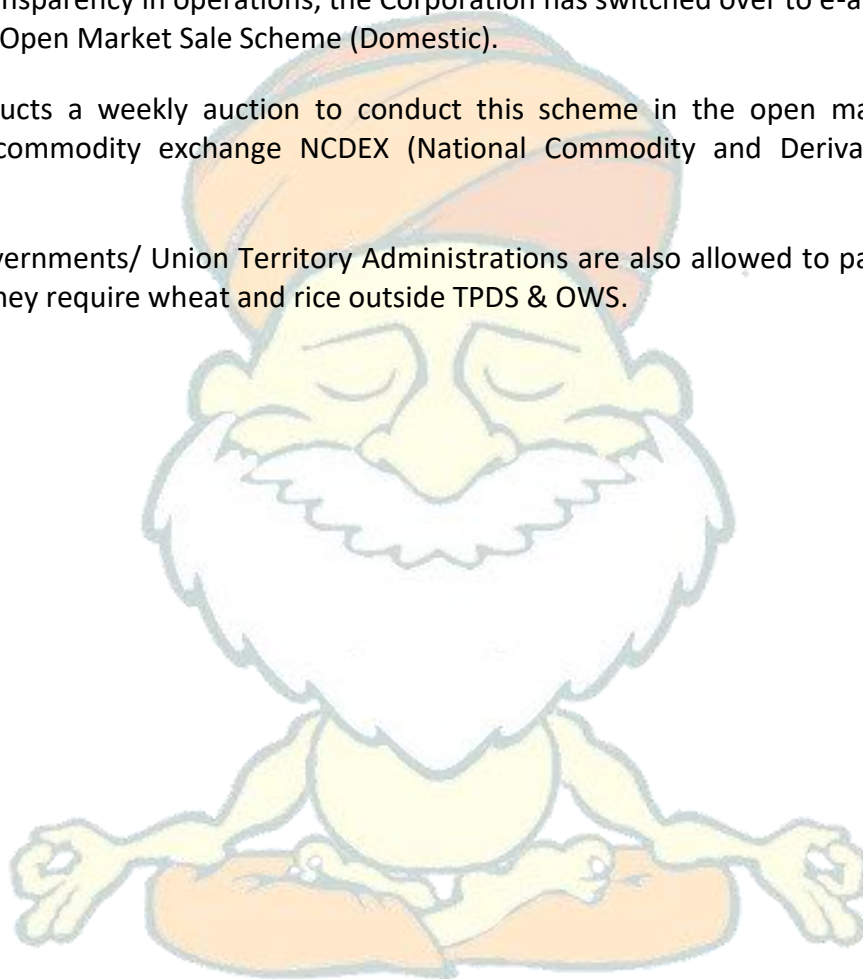 nsparency in operations, the Corporation has switched over to e-a
Open Market Sale Scheme (Domestic).
ucts a weekly auction to conduct this scheme in the open ma
commodity exchange NCDEX (National Commodity and Deriva
vernments/ Union Territory Administrations are also allowed to pa
ney require wheat and rice outside TPDS & OWS.